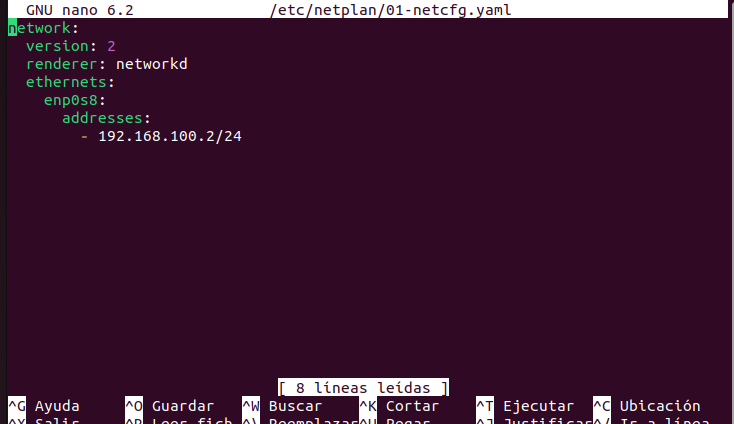 GNU nano 6.2 /etc/netplan/01-netcfg.yaml
network:
  version: 2
  renderer: networkd
  ethernets:
    enp0s8:
      addresses:
        - 192.168.100.2/24
[ 8 líneas leídas ]
^G Ayuda ^O Guardar ^W Buscar ^K Cortar ^T Ejecutar ^C Ubicación
^X Salir ^R Leer fich. ^\ Reemplazar ^U Pegar ^J Justificar ^/ Ir a línea